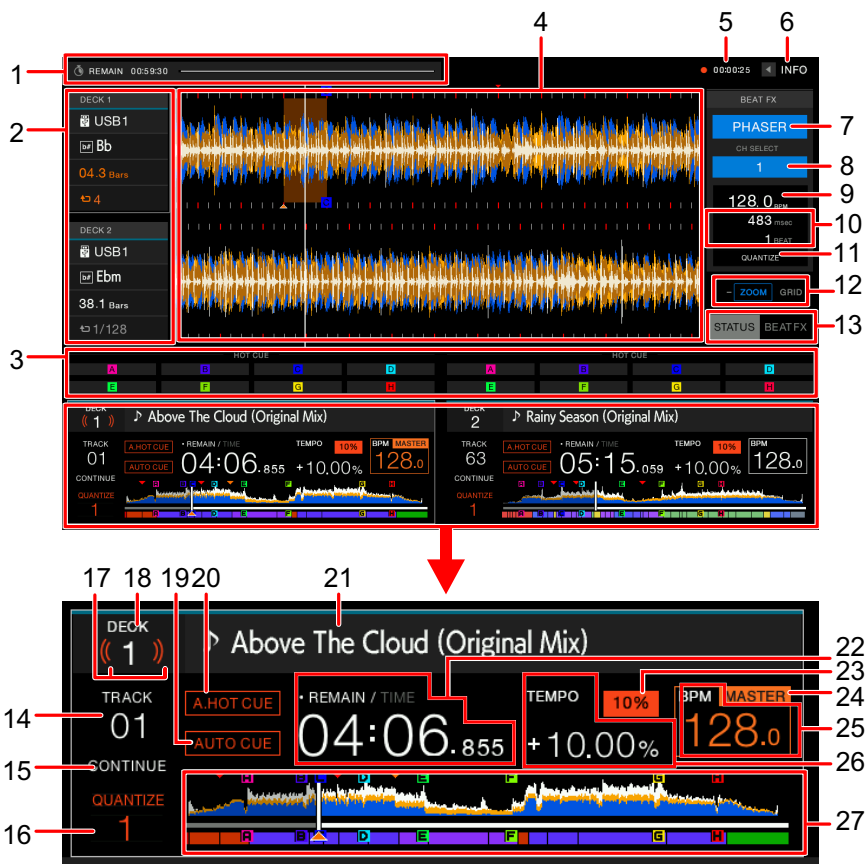 4 5 6
1 REMAIN 00:59:30 00:00:25 INFO
2 DECK 1
USB1
b# Bb
04.3 Bars
4
DECK 2
USB1
b# Ebm
38.1 Bars
1/128
BEAT FX
PHASER 7
CH SELECT
1 8
128.0 BPM 9
483 msec 10
1 BEAT
QUANTIZE 11
− ZOOM GRID 12
STATUS BEAT FX 13
3 HOT CUE HOT CUE
A B C D A B C D
E F G H E F G H
DECK 1 Above The Cloud (Original Mix)
TRACK 01
A.HOT CUE
AUTO CUE
• REMAIN / TIME
04:06.855
TEMPO 10%
+10.00%
BPM MASTER
128.0
CONTINUE
QUANTIZE
1
A B C D E F G H
A B D E F G H
DECK 2 Rainy Season (Original Mix)
TRACK 63
A.HOT CUE
AUTO CUE
• REMAIN / TIME
05:15.059
TEMPO 10%
+10.00%
BPM
128.0
CONTINUE
QUANTIZE
1
A B C D E F G H
A B C D E F G H
17 18 19 20 21
DECK
1
Above The Cloud (Original Mix)
22
23
24
25
26
27
14 TRACK
01
15 CONTINUE
16 QUANTIZE
1
A.HOT CUE
AUTO CUE
• REMAIN / TIME
04:06.855
TEMPO 10%
+10.00%
BPM MASTER
128.0
A B C D E F G H
A B D E F G H